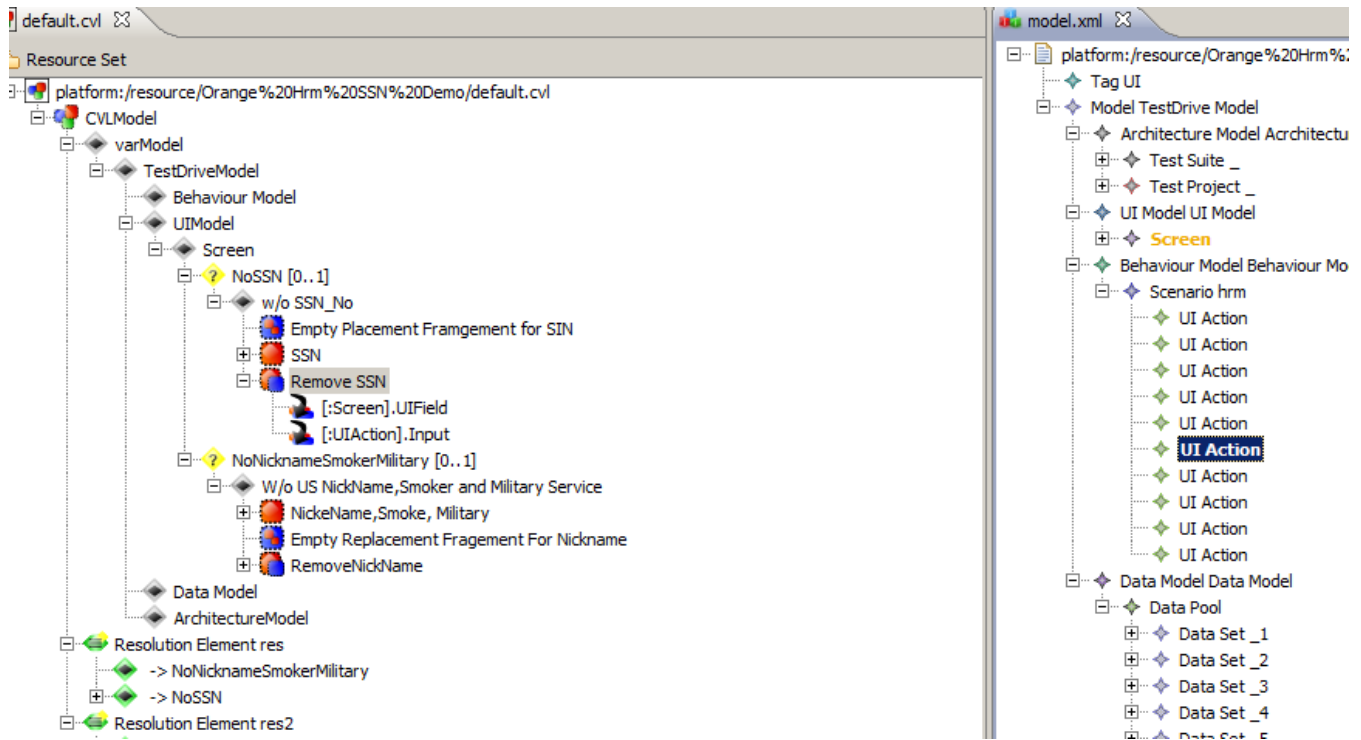 default.cvl
Resource Set
platform:/resource/Orange%20Hrm%20SSN%20Demo/default.cvl
CVLModel
varModel
TestDriveModel
Behaviour Model
UIModel
Screen
NoSSN [0..1]
w/o SSN_No
Empty Placement Framgement for SIN
SSN
Remove SSN
[:Screen].UIField
[:UIAction].Input
NoNicknameSmokerMilitary [0..1]
W/o US NickName,Smoker and Military Service
NickeName,Smoke, Military
Empty Replacement Fragement For Nickname
RemoveNickName
Data Model
ArchitectureModel
Resolution Element res
-> NoNicknameSmokerMilitary
-> NoSSN
Resolution Element res2
model.xml
platform:/resource/Orange%20Hrm%2
Tag UI
Model TestDrive Model
Architecture Model Acrchitectu
Test Suite _
Test Project _
UI Model UI Model
Screen
Behaviour Model Behaviour Mo
Scenario hrm
UI Action
UI Action
UI Action
UI Action
UI Action
UI Action
UI Action
UI Action
UI Action
UI Action
Data Model Data Model
Data Pool
Data Set _1
Data Set _2
Data Set _3
Data Set _4
Data Set _5